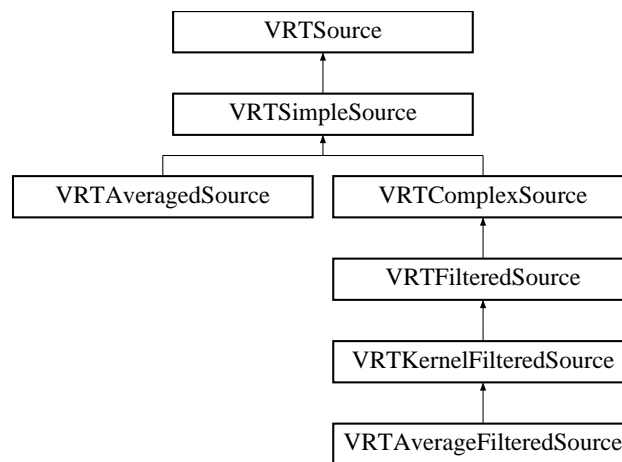 VRTSource
VRTSimpleSource
VRTAveragedSource
VRTComplexSource
VRTFilteredSource
VRTKernelFilteredSource
VRTAverageFilteredSource